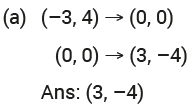 (a) (−3, 4) → (0, 0)
(0, 0) → (3, −4)
Ans: (3, −4)